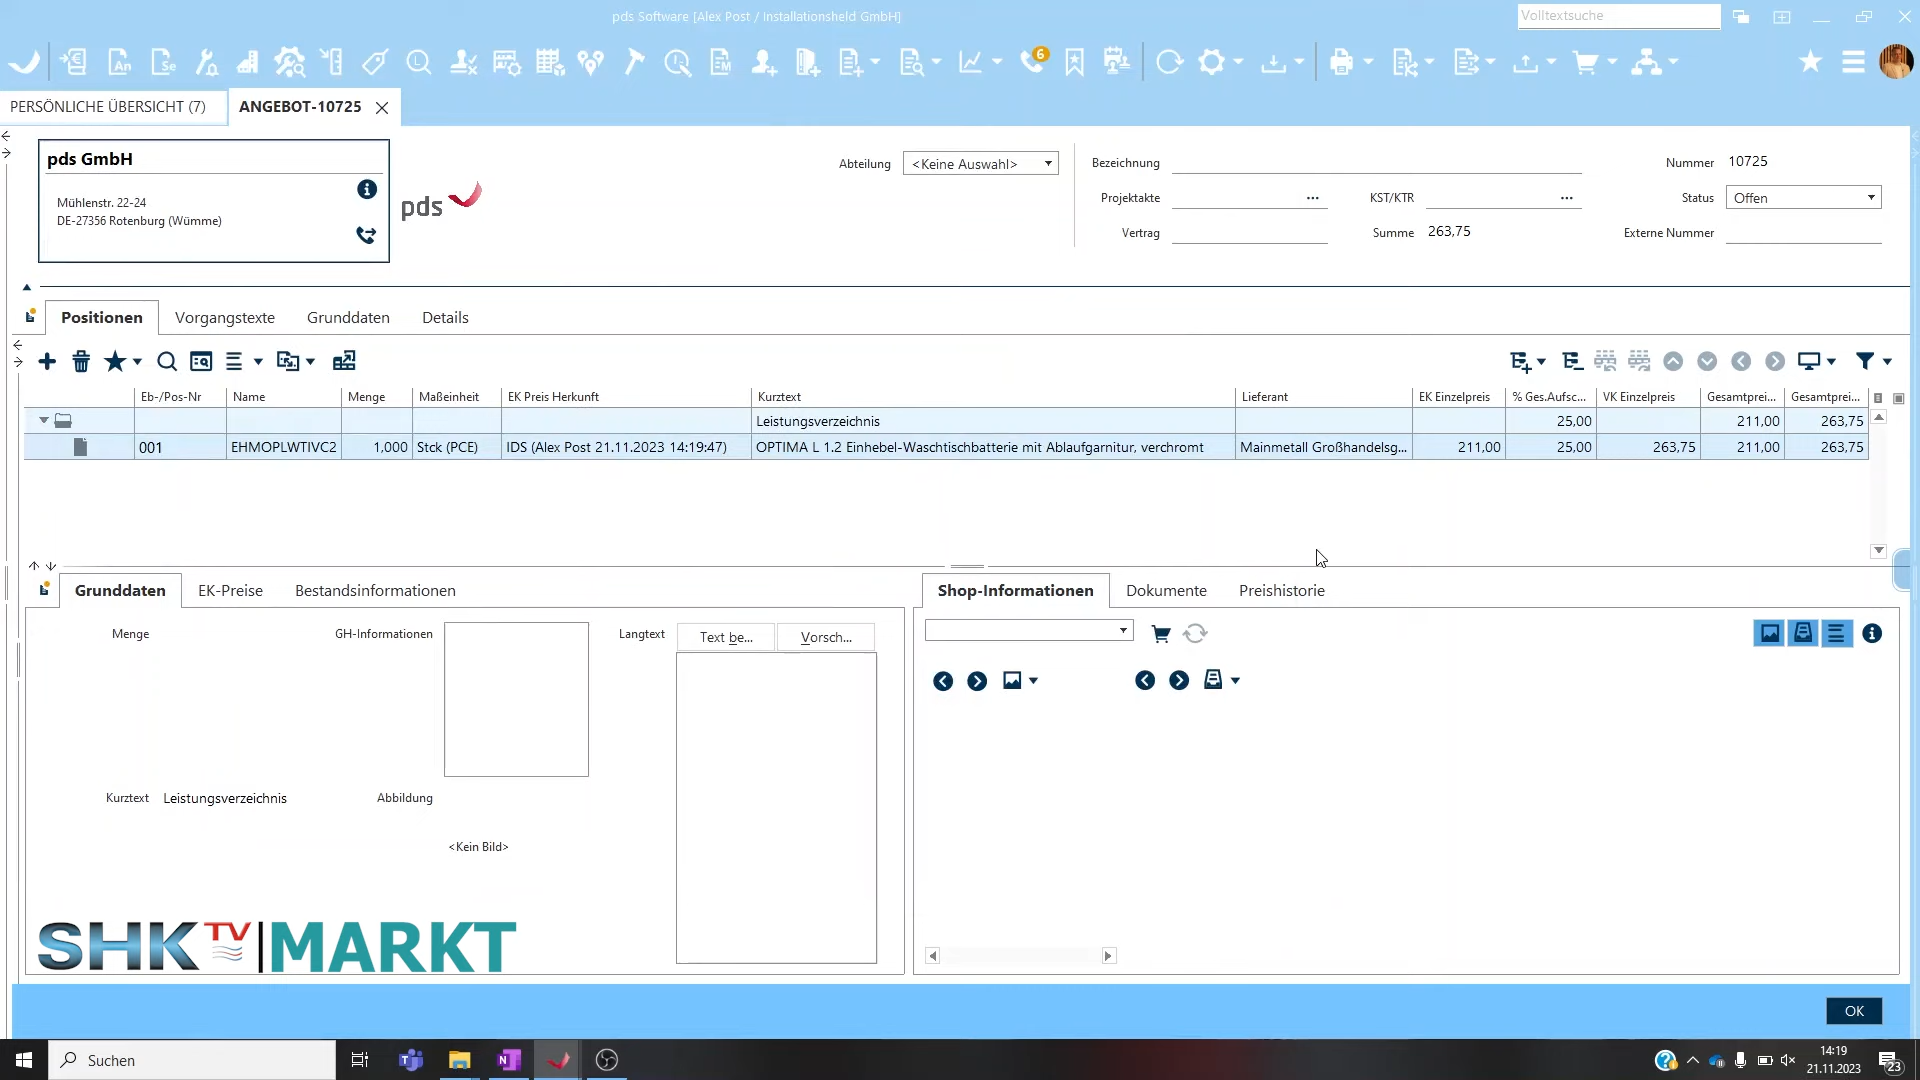 pds Software [Alex Post / Installationsheld GmbH]
Volltextsuche
An
Se
L
M
6
PERSÖNLICHE ÜBERSICHT (7)
ANGEBOT-10725
pds GmbH
Mühlenstr. 22-24
DE-27356 Rotenburg (Wümme)
pds
Abteilung <Keine Auswahl>
Bezeichnung
Nummer 10725
Projektakte ...
KST/KTR ...
Status Offen
Vertrag
Summe 263,75
Externe Nummer
Positionen Vorgangstexte Grunddaten Details
Eb-/Pos-Nr Name Menge Maßeinheit EK Preis Herkunft Kurztext Lieferant EK Einzelpreis % Ges.Aufsc... VK Einzelpreis Gesamtprei... Gesamtprei...
Leistungsverzeichnis 25,00 211,00 263,75
001 EHMOPLWTIVC2 1,000 Stck (PCE) IDS (Alex Post 21.11.2023 14:19:47) OPTIMA L 1.2 Einhebel-Waschtischbatterie mit Ablaufgarnitur, verchromt Mainmetall Großhandelsg... 211,00 25,00 263,75 211,00 263,75
Grunddaten EK-Preise Bestandsinformationen
Shop-Informationen Dokumente Preishistorie
Menge
GH-Informationen
Langtext
Text be...
Vorsch...
Kurztext Leistungsverzeichnis
Abbildung
<Kein Bild>
SHK TV | MARKT
OK
Suchen
14:19
21.11.2023
23